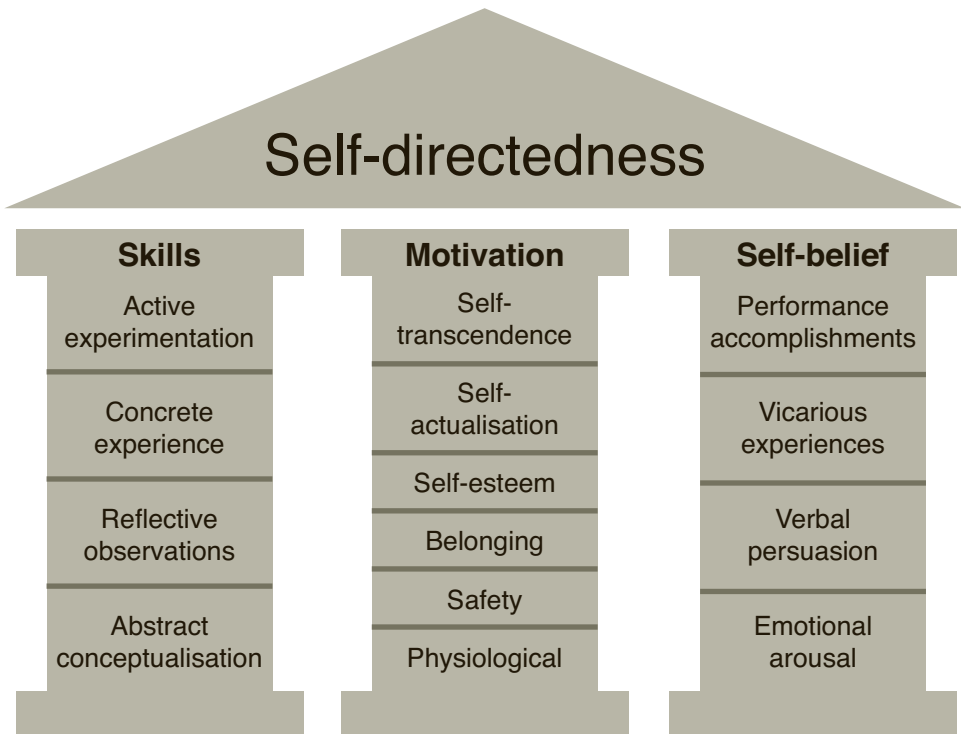 Self-directedness
Skills
Active
experimentation
Concrete
experience
Reflective
observations
Abstract
conceptualisation
Motivation
Self-
transcendence
Self-
actualisation
Self-esteem
Belonging
Safety
Physiological
Self-belief
Performance
accomplishments
Vicarious
experiences
Verbal
persuasion
Emotional
arousal